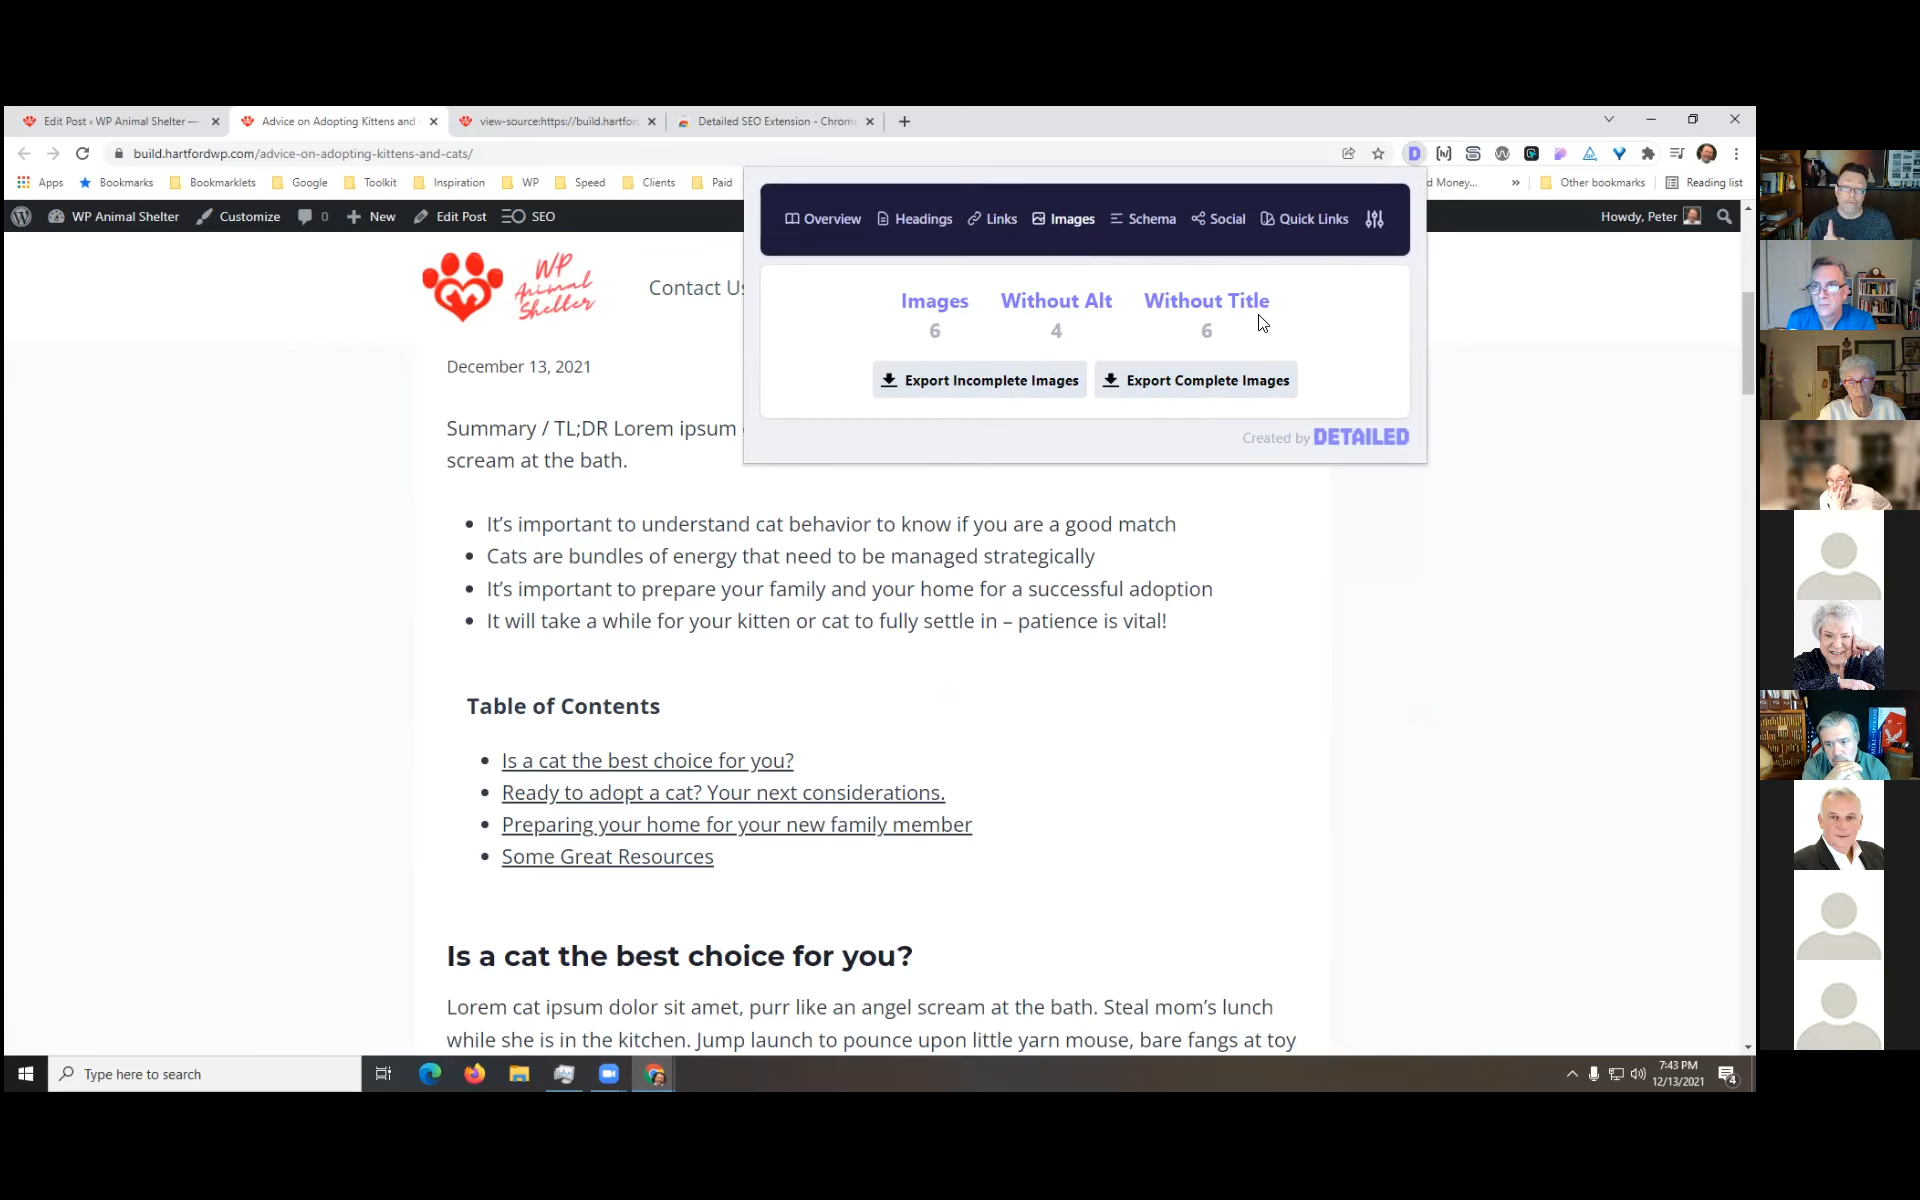 Edit Post ‹ WP Animal Shelter —
Advice on Adopting Kittens and
view-source:https://build.hartfor
Detailed SEO Extension - Chrom
build.hartfordwp.com/advice-on-adopting-kittens-and-cats/
Apps
Bookmarks
Bookmarklets
Google
Toolkit
Inspiration
WP
Speed
Clients
Paid
d Money...
»
Other bookmarks
Reading list
WP Animal Shelter
Customize
0
New
Edit Post
SEO
Howdy, Peter
Overview
Headings
Links
Images
Schema
Social
Quick Links
Images
Without Alt
Without Title
6
4
6
Export Incomplete Images
Export Complete Images
Created by DETAILED
WP
Animal
Shelter
Contact Us
December 13, 2021
Summary / TL;DR Lorem ipsum
scream at the bath.
It’s important to understand cat behavior to know if you are a good match
Cats are bundles of energy that need to be managed strategically
It’s important to prepare your family and your home for a successful adoption
It will take a while for your kitten or cat to fully settle in – patience is vital!
Table of Contents
Is a cat the best choice for you?
Ready to adopt a cat? Your next considerations.
Preparing your home for your new family member
Some Great Resources
Is a cat the best choice for you?
Lorem cat ipsum dolor sit amet, purr like an angel scream at the bath. Steal mom’s lunch
while she is in the kitchen. Jump launch to pounce upon little yarn mouse, bare fangs at toy
Type here to search
7:43 PM
12/13/2021
4